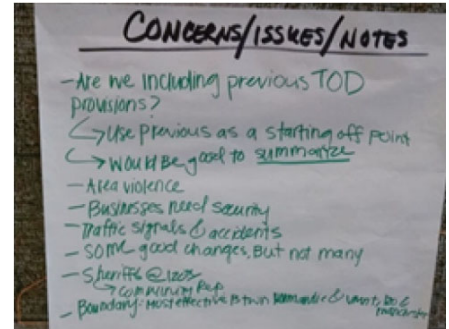 CONCERNS/ISSUES/NOTES
- Are we including previous TOD
provisions?
↳ Use previous as a starting off point
↳ Would Be good to summarize
- Area violence
- Businesses need security
- Traffic signals & accidents
- SOME good changes, But not many
- Sheriffs @
↳ Community Rep
- Boundary: Most effective is &